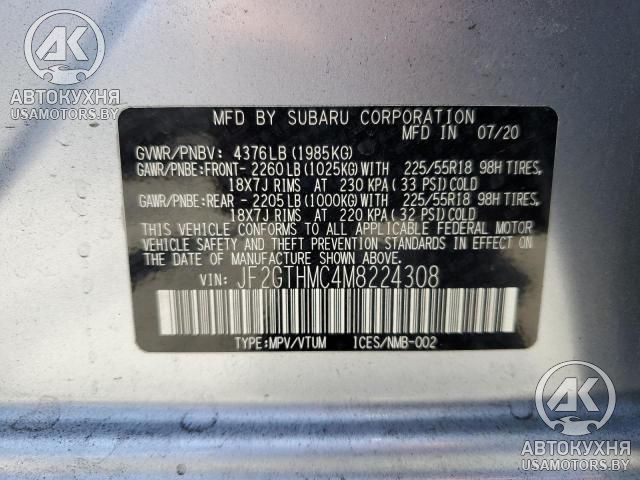 AK
АВТОКУХНЯ
USAMOTORS.BY
MFD BY SUBARU CORPORATION
MFD IN 07/20
GVWR/PNBV: 4376LB (1985KG)
GAWR/PNBE:FRONT- 2260LB (1025KG) WITH 225/55R18 98H TIRES,
18X7J RIMS AT 230 KPA (33 PSI) COLD
GAWR/PNBE:REAR - 2205LB (1000KG) WITH 225/55R18 98H TIRES,
18X7J RIMS AT 220 KPA (32 PSI) COLD
THIS VEHICLE CONFORMS TO ALL APPLICABLE FEDERAL MOTOR
VEHICLE SAFETY AND THEFT PREVENTION STANDARDS IN EFFECT ON
THE DATE OF MANUFACTURE SHOWN ABOVE.
VIN: JF2GTHMC4M8224308
TYPE:MPV/VTUM ICES/NMB-002
AK
АВТОКУХНЯ
USAMOTORS.BY